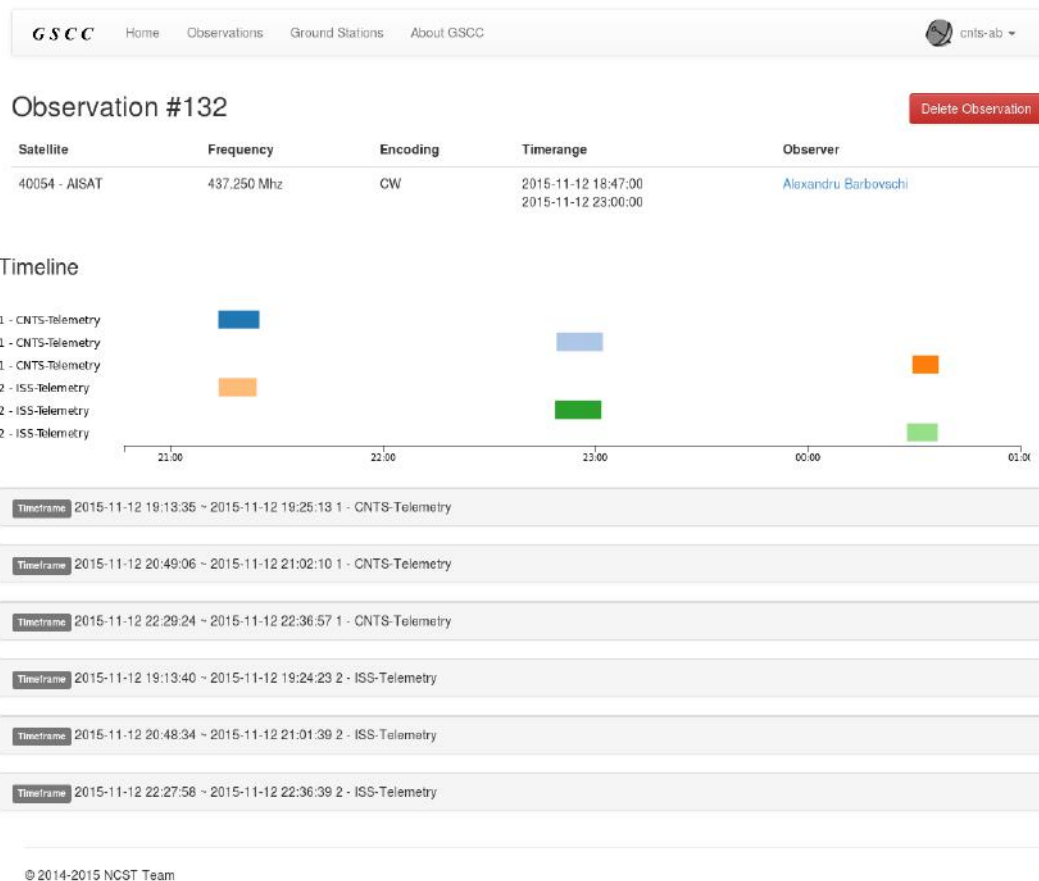 GSCC Home Observations Ground Stations About GSCC cnts-ab
Observation #132 Delete Observation
Satellite Frequency Encoding Timerange Observer
40054 - AISAT 437.250 Mhz CW 2015-11-12 18:47:00 Alexandru Barbovschi
2015-11-12 23:00:00
Timeline
1 - CNTS-Telemetry
1 - CNTS-Telemetry
1 - CNTS-Telemetry
2 - ISS-Telemetry
2 - ISS-Telemetry
2 - ISS-Telemetry
21:00 22:00 23:00 00:00 01:0
Timeframe 2015-11-12 19:13:35 ~ 2015-11-12 19:25:13 1 - CNTS-Telemetry
Timeframe 2015-11-12 20:49:06 ~ 2015-11-12 21:02:10 1 - CNTS-Telemetry
Timeframe 2015-11-12 22:29:24 ~ 2015-11-12 22:36:57 1 - CNTS-Telemetry
Timeframe 2015-11-12 19:13:40 ~ 2015-11-12 19:24:23 2 - ISS-Telemetry
Timeframe 2015-11-12 20:48:34 ~ 2015-11-12 21:01:39 2 - ISS-Telemetry
Timeframe 2015-11-12 22:27:58 ~ 2015-11-12 22:36:39 2 - ISS-Telemetry
© 2014-2015 NCST Team